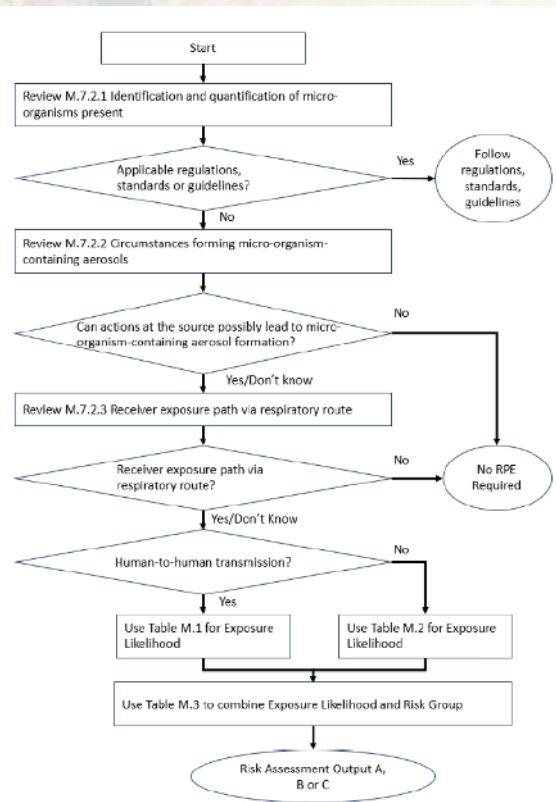 Start
Review M.7.2.1 Identification and quantification of micro-
organisms present
Applicable regulations,
standards or guidelines?
Yes
Follow
regulations,
standards,
guidelines
No
Review M.7.2.2 Circumstances forming micro-organism-
containing aerosols
Can actions at the source possibly lead to micro-
organism-containing aerosol formation?
No
Yes/Don't know
Review M.7.2.3 Receiver exposure path via respiratory route
Receiver exposure path via
respiratory route?
No
No RPE
Required
Yes/Don't Know
Human-to-human transmission?
No
Yes
Use Table M.1 for Exposure
Likelihood
Use Table M.2 for Exposure
Likelihood
Use Table M.3 to combine Exposure Likelihood and Risk Group
Risk Assessment Output A,
B or C